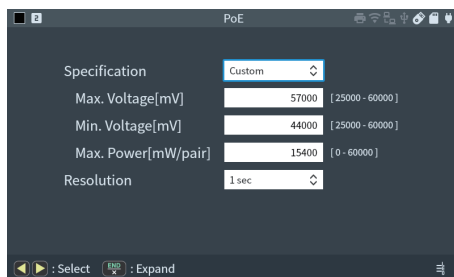 2 PoE
Specification Custom
Max. Voltage[mV] 57000 [ 25000 - 60000 ]
Min. Voltage[mV] 44000 [ 25000 - 60000 ]
Max. Power[mW/pair] 15400 [ 0 - 60000 ]
Resolution 1 sec
: Select END × : Expand